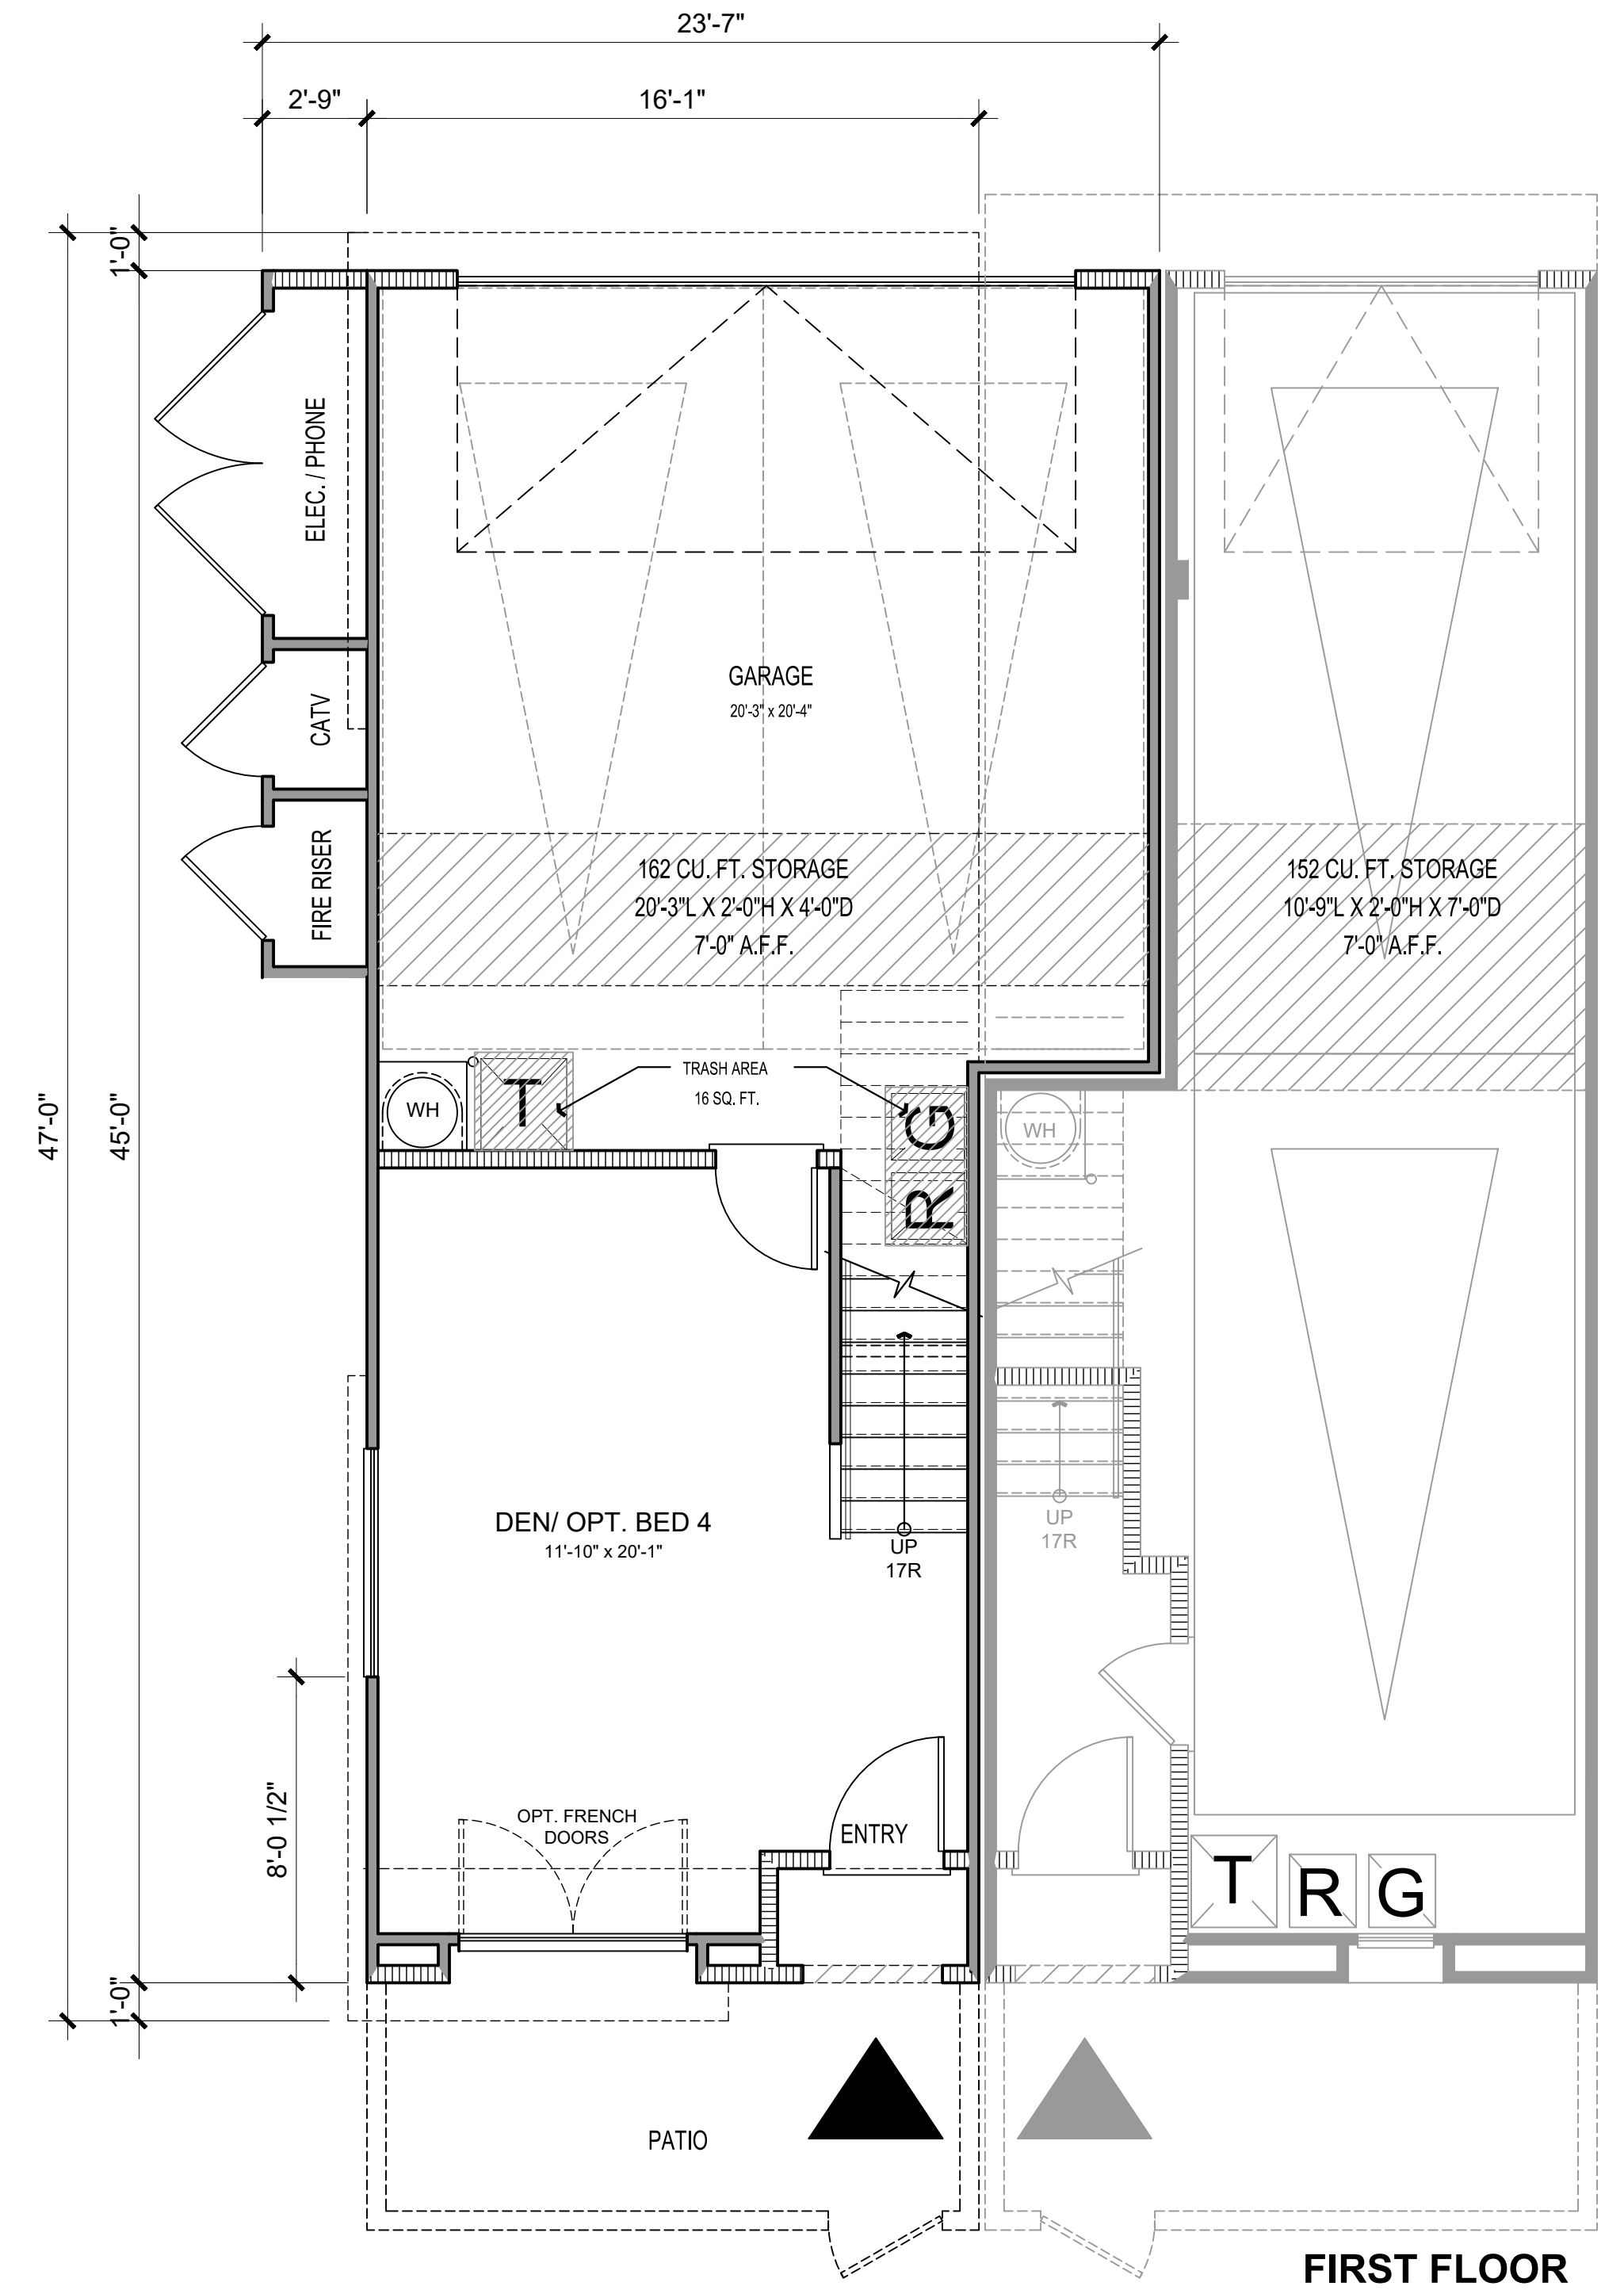 23'-7"
2'-9"
16'-1"
1'-0"
ELEC. / PHONE
GARAGE
20'-3" x 20'-4"
CATV
FIRE RISER
162 CU. FT. STORAGE
20'-3"L X 2'-0"H X 4'-0"D
7'-0" A.F.F.
152 CU. FT. STORAGE
10'-9"L X 2'-0"H X 7'-0"D
7'-0" A.F.F.
TRASH AREA
16 SQ. FT.
WH
T
G
R
WH
47'-0"
45'-0"
DEN/ OPT. BED 4
11'-10" x 20'-1"
UP
17R
UP
17R
8'-0 1/2"
OPT. FRENCH
DOORS
ENTRY
T
R
G
1'-0"
PATIO
FIRST FLOOR